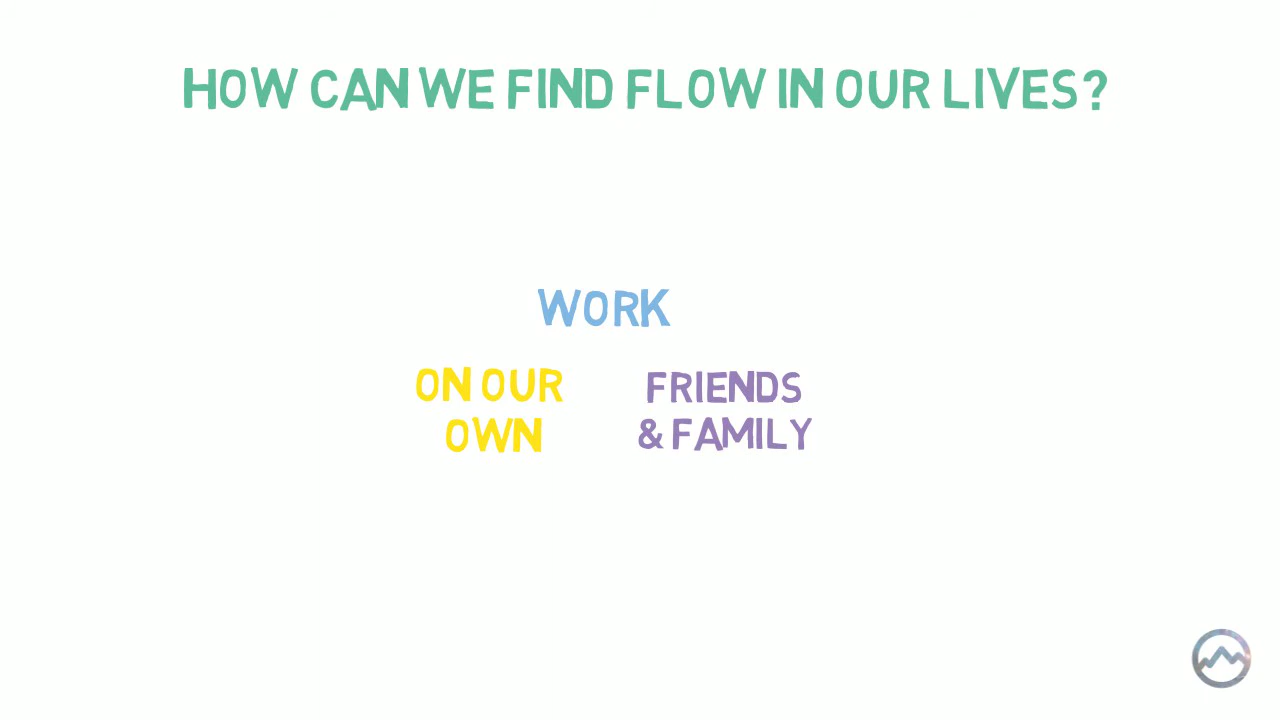 HOW CAN WE FIND FLOW IN OUR LIVES?
WORK
ON OUR
OWN
FRIENDS
& FAMILY